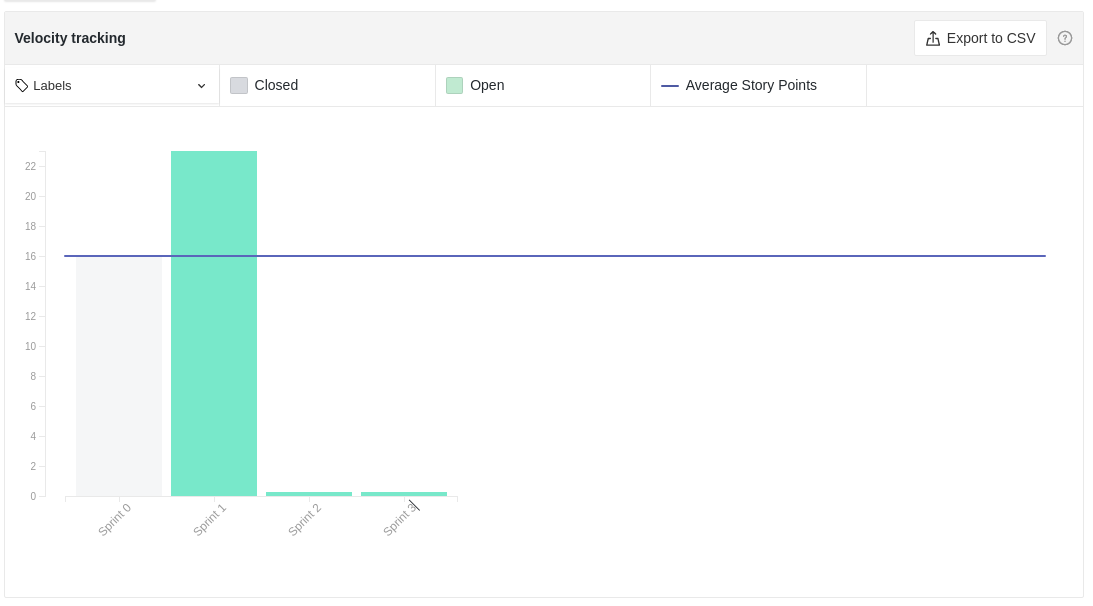 Velocity tracking
Export to CSV
Labels
Closed
Open
Average Story Points
22
20
18
16
14
12
10
8
6
4
2
0
Sprint 0
Sprint 1
Sprint 2
Sprint 3